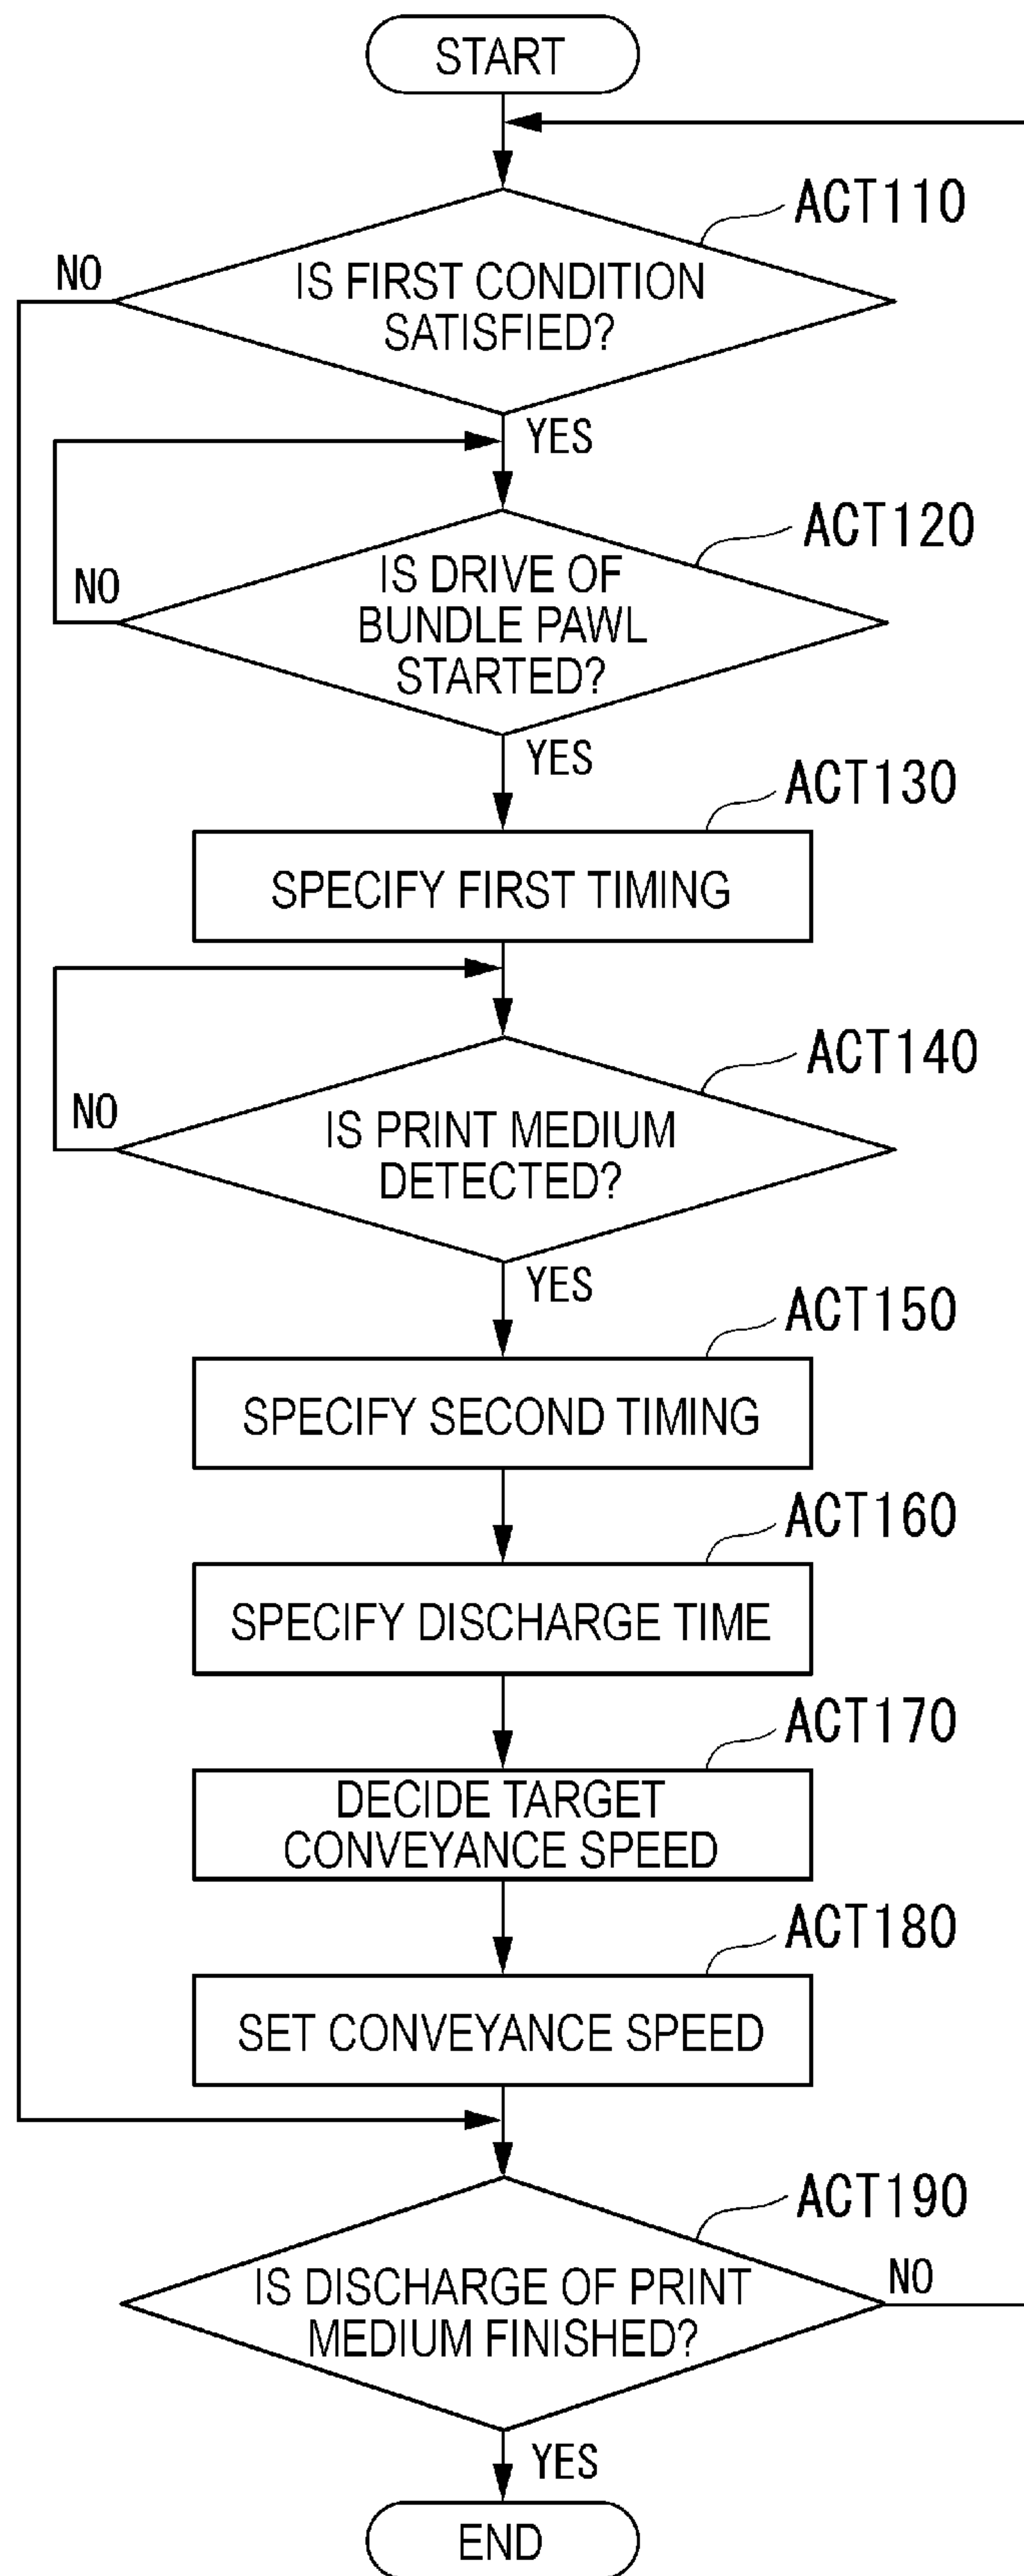 START
ACT110
NO
IS FIRST CONDITION
SATISFIED?
YES
ACT120
NO
IS DRIVE OF
BUNDLE PAWL
STARTED?
YES
ACT130
SPECIFY FIRST TIMING
ACT140
NO
IS PRINT MEDIUM
DETECTED?
YES
ACT150
SPECIFY SECOND TIMING
ACT160
SPECIFY DISCHARGE TIME
ACT170
DECIDE TARGET
CONVEYANCE SPEED
ACT180
SET CONVEYANCE SPEED
ACT190
IS DISCHARGE OF PRINT
MEDIUM FINISHED?
NO
YES
END